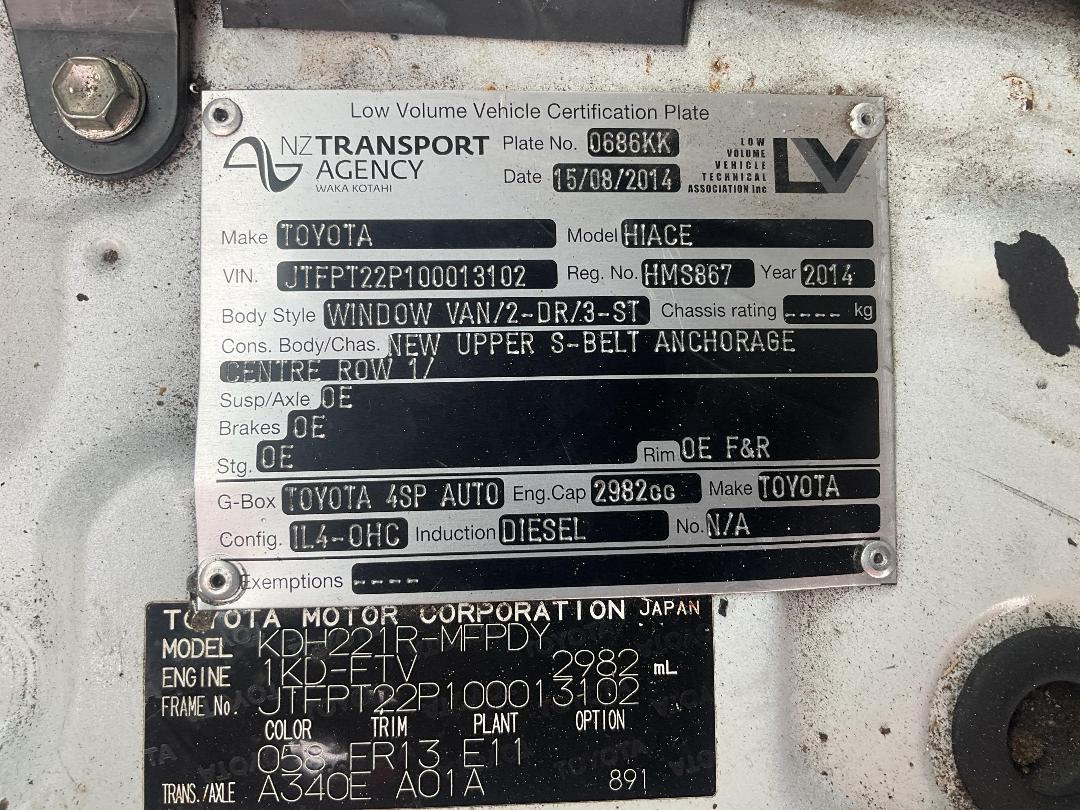 Low Volume Vehicle Certification Plate
NZTRANSPORT AGENCY
WAKA KOTAHI
Plate No. 0686KK
Date 15/08/2014
LOW VOLUME VEHICLE TECHNICAL ASSOCIATION Inc
LV
Make TOYOTA Model HIACE
VIN. JTFPT22P100013102 Reg. No. HMS867 Year 2014
Body Style WINDOW VAN/2-DR/3-ST Chassis rating ---- kg
Cons. Body/Chas. NEW UPPER S-BELT ANCHORAGE
CENTRE ROW 1/
Susp/Axle OE
Brakes OE
Stg. OE Rim OE F&R
G-Box TOYOTA 4SP AUTO Eng.Cap 2982cc Make TOYOTA
Config. IL4-OHC Induction DIESEL No. N/A
Exemptions ----
TOYOTA MOTOR CORPORATION JAPAN
MODEL KDH221R-MFPDY
ENGINE 1KD-FTV 2982 mL
FRAME No. JTFPT22P100013102
COLOR TRIM PLANT OPTION
058 FR13 E11
TRANS./AXLE A340E A01A 891